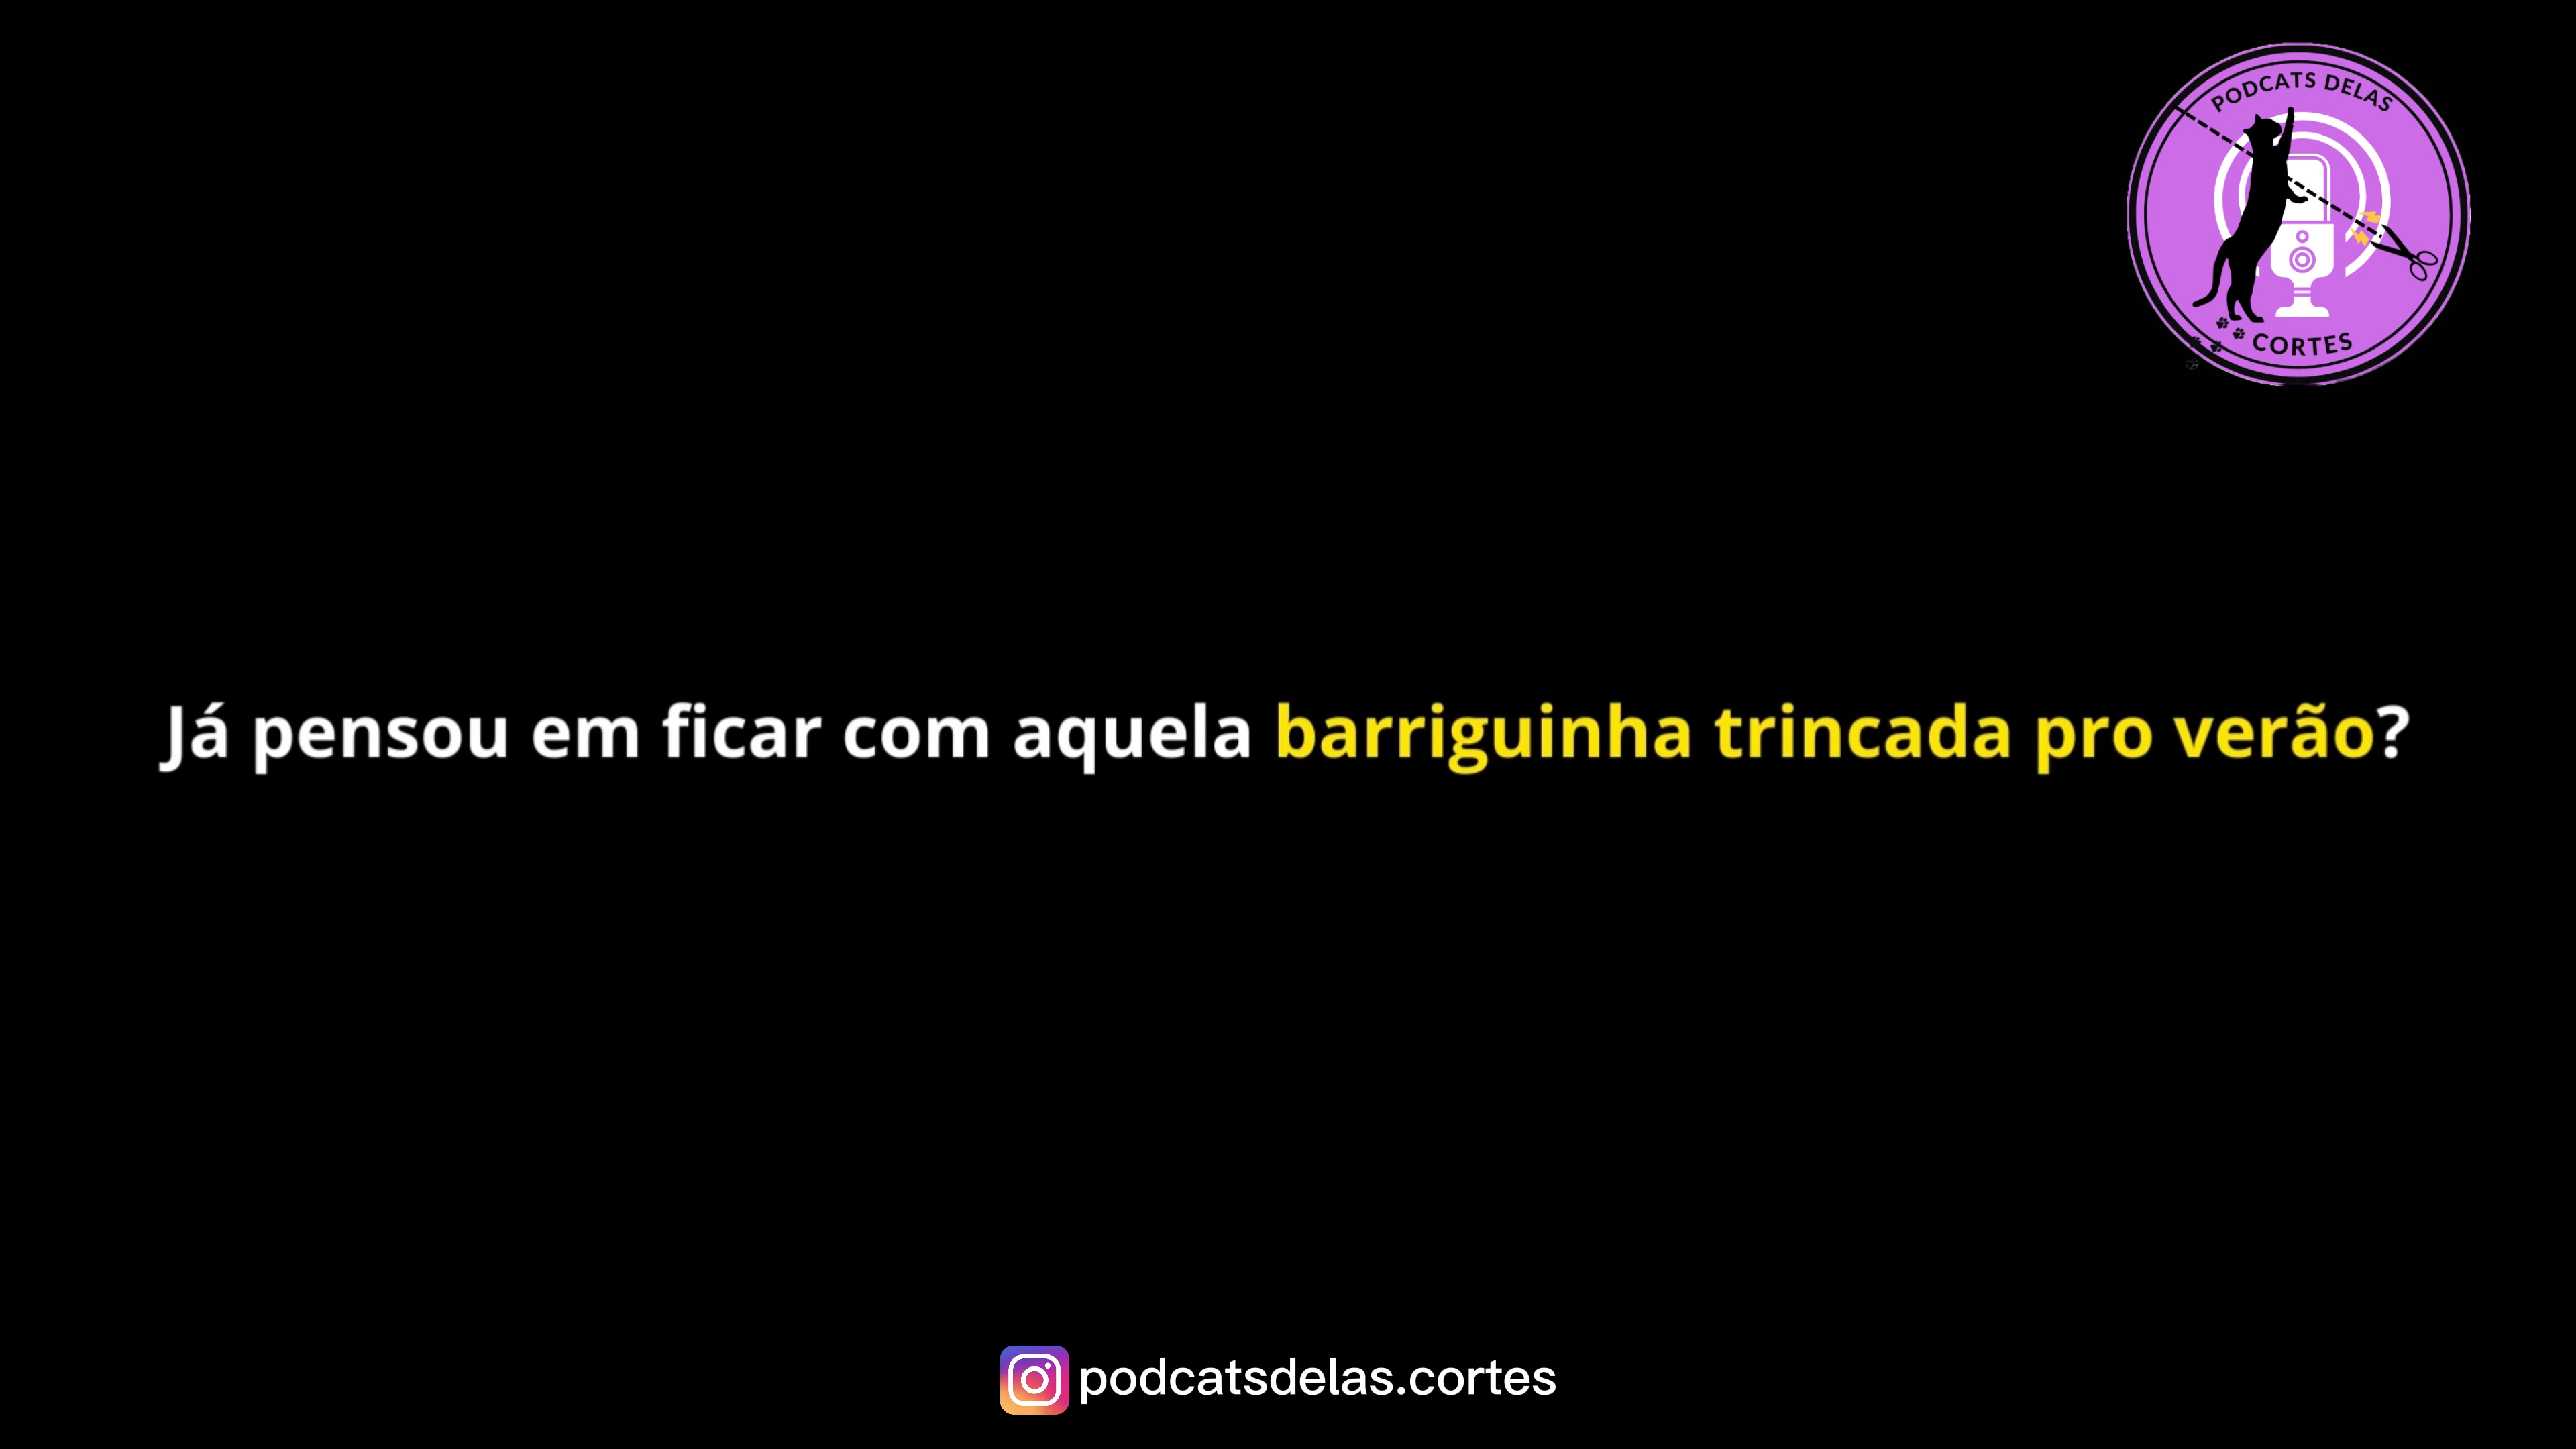 PODCATS DELAS
CORTES
Já pensou em ficar com aquela barriguinha trincada pro verão?
podcatsdelas.cortes